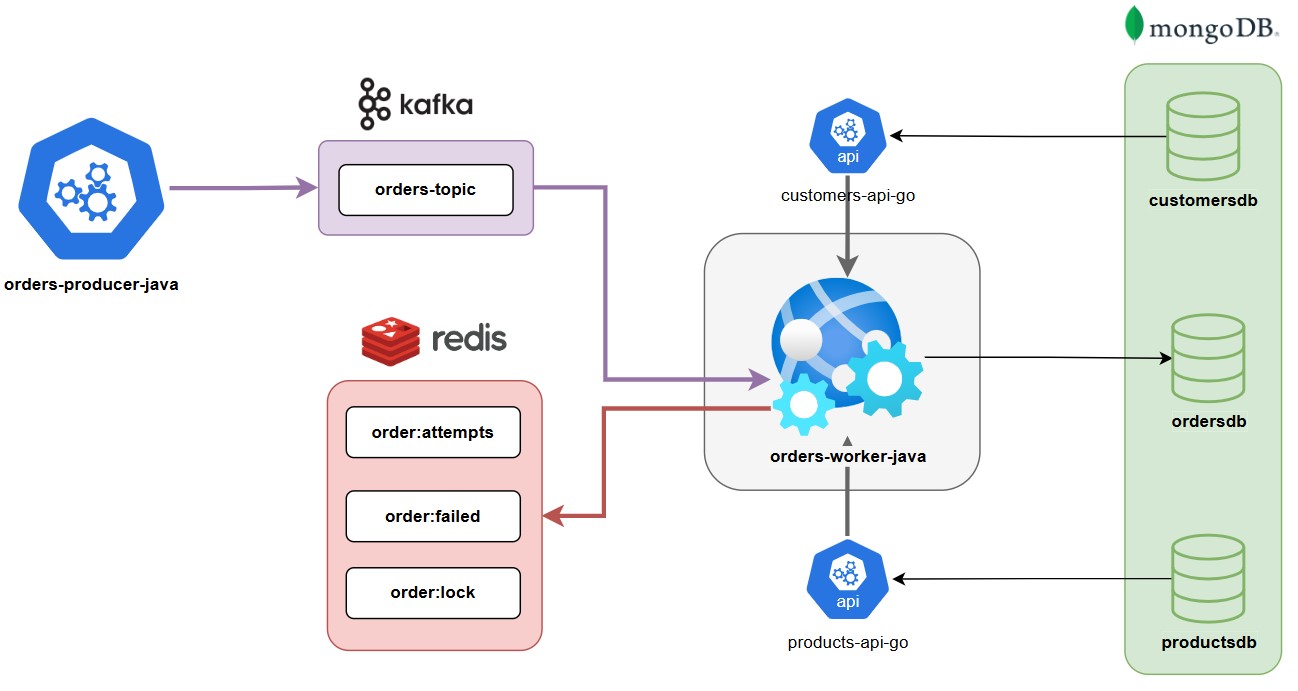 mongoDB.
kafka
orders-topic
orders-producer-java
api
customers-api-go
customersdb
redis
order:attempts
order:failed
order:lock
orders-worker-java
ordersdb
api
products-api-go
productsdb